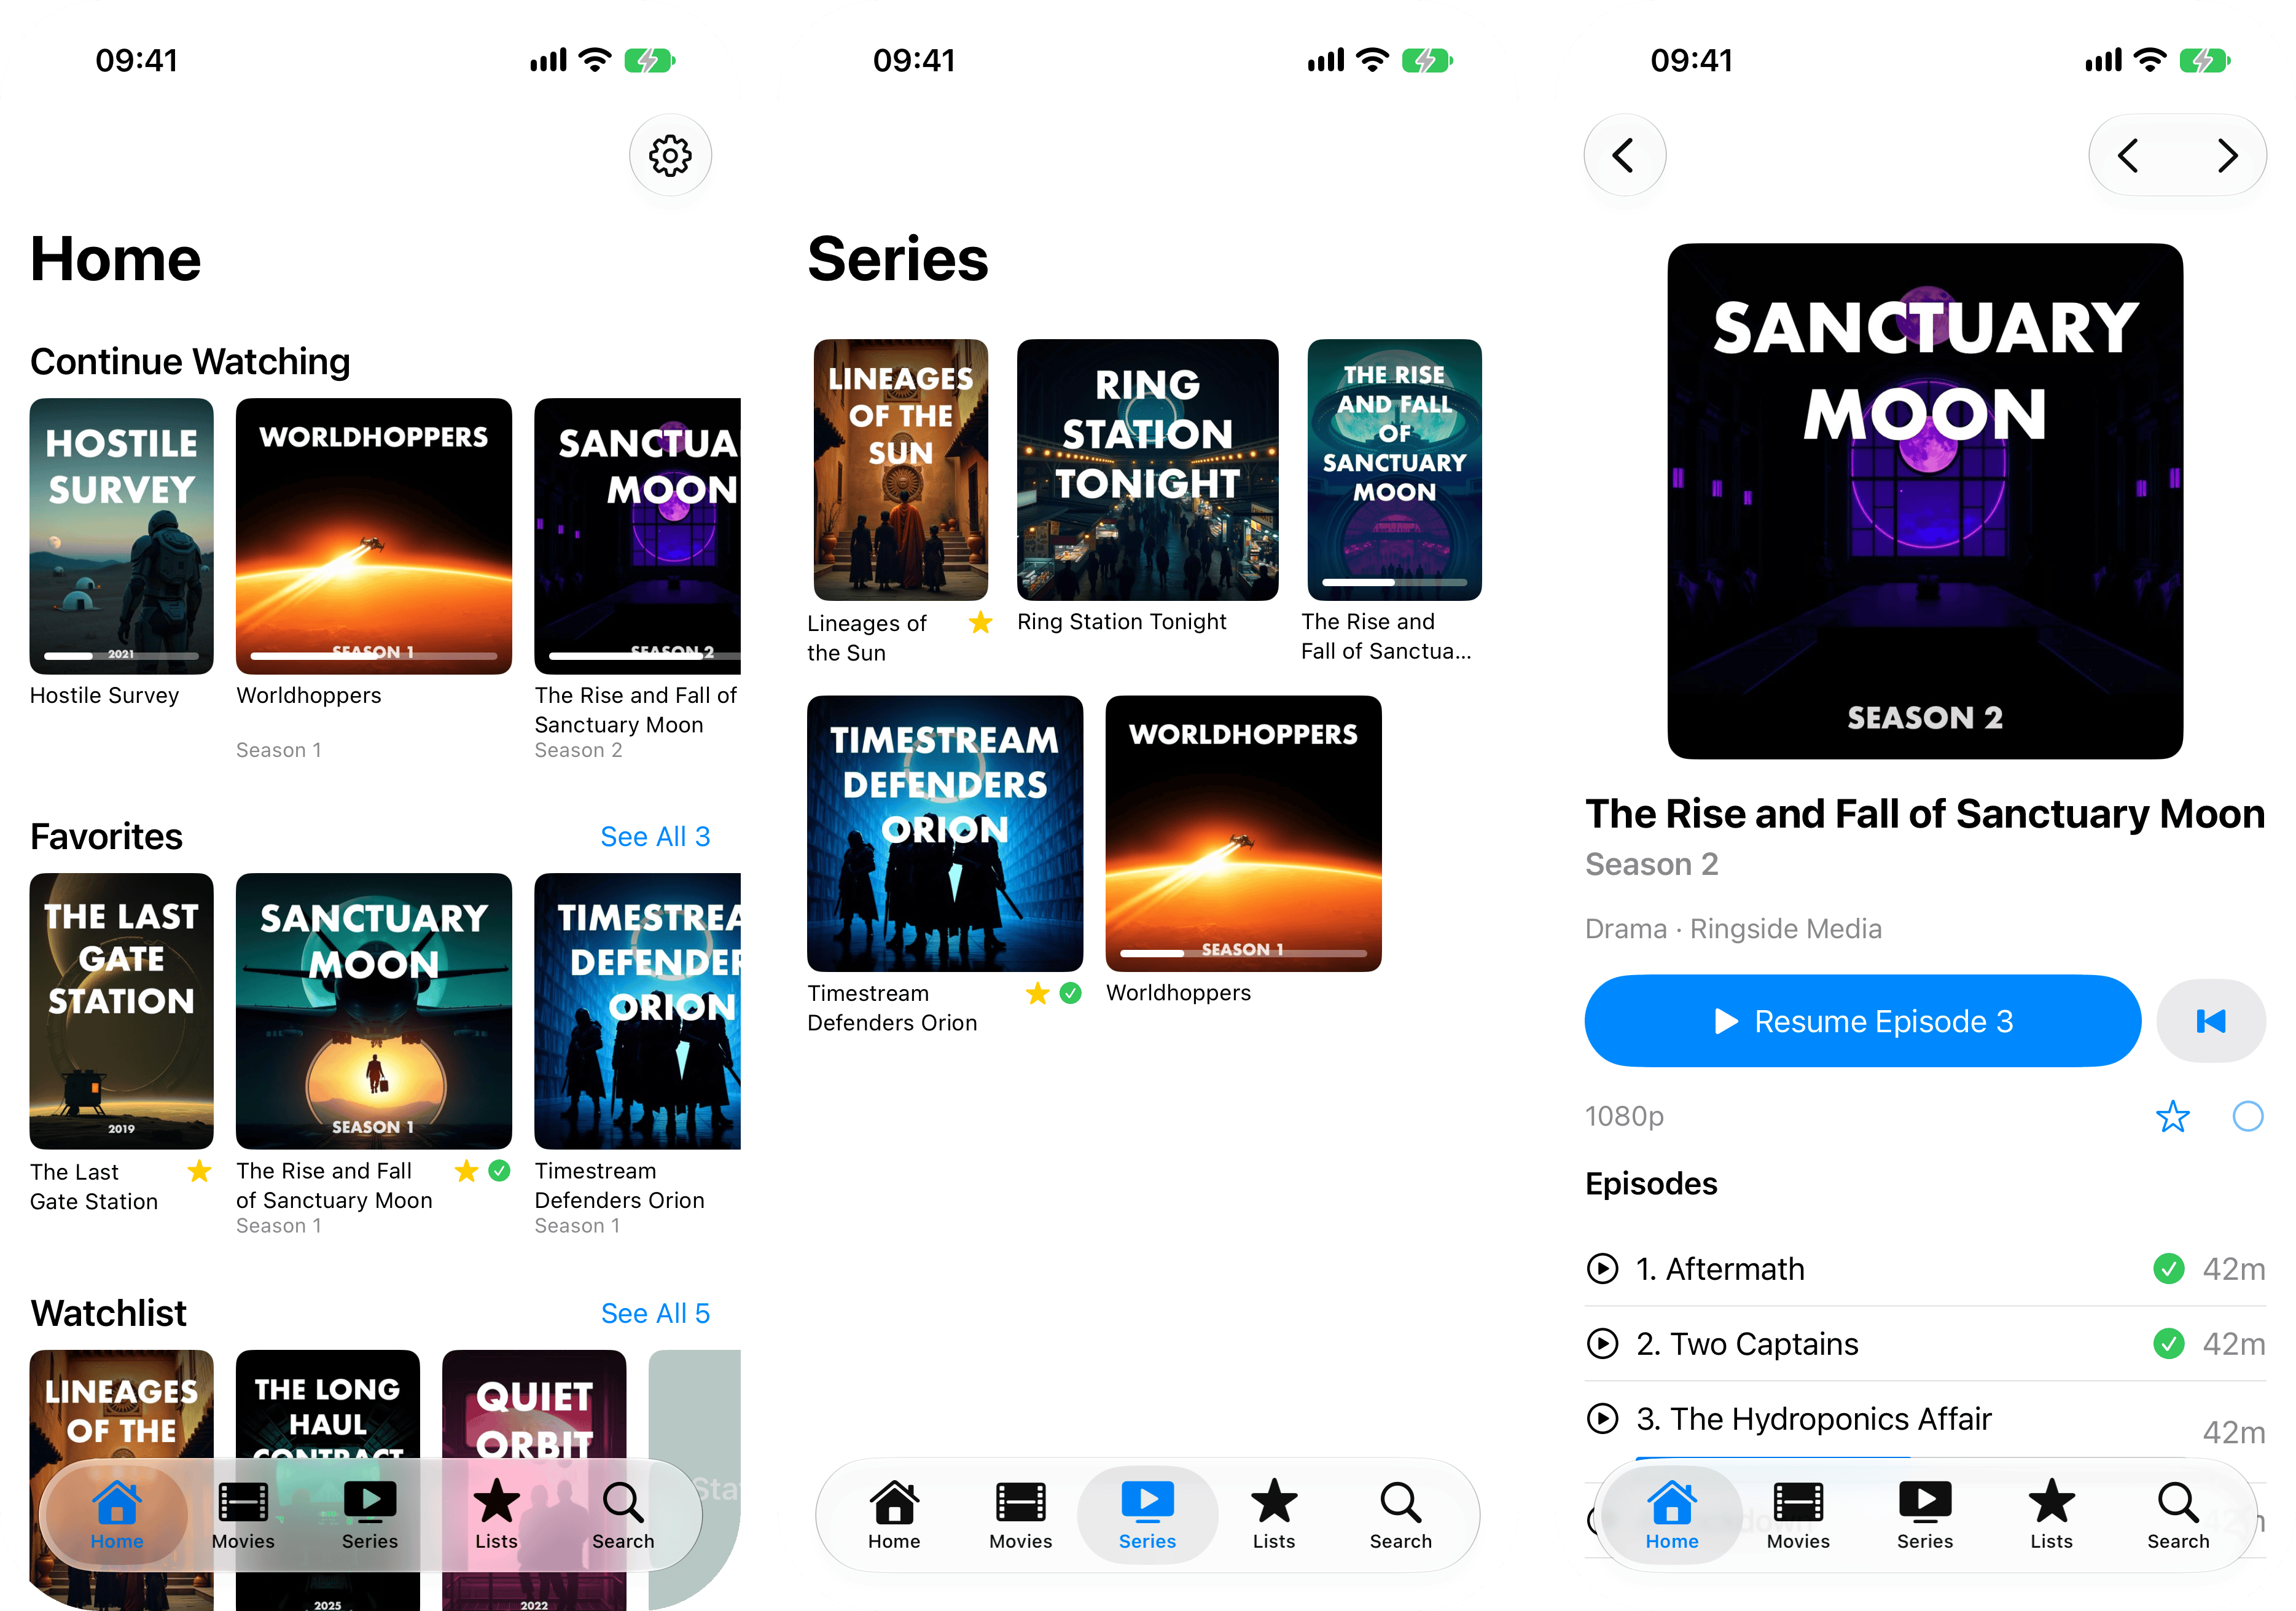 09:41
Home
Continue Watching
HOSTILE
SURVEY
2021
Hostile Survey
WORLDHOPPERS
SEASON 1
Worldhoppers
Season 1
SANCTUA
MOON
SEASON 2
The Rise and Fall of
Sanctuary Moon
Season 2
Favorites
See All 3
THE LAST
GATE
STATION
2019
The Last
Gate Station
SANCTUARY
MOON
SEASON 1
The Rise and Fall
of Sanctuary Moon
Season 1
TIMESTREA
DEFENDER
ORION
Timestream
Defenders Orion
Season 1
Watchlist
See All 5
LINEAGES
OF THE
THE LONG
HAUL
CONTRACT
2025
QUIET
ORBIT
2022
Sta
Home
Movies
Series
Lists
Search
09:41
Series
LINEAGES
OF THE
SUN
Lineages of
the Sun
RING
STATION
TONIGHT
Ring Station Tonight
THE RISE
AND FALL
OF
SANCTUARY
MOON
The Rise and
Fall of Sanctua...
TIMESTREAM
DEFENDERS
ORION
Timestream
Defenders Orion
WORLDHOPPERS
SEASON 1
Worldhoppers
Home
Movies
Series
Lists
Search
09:41
SANCTUARY
MOON
SEASON 2
The Rise and Fall of Sanctuary Moon
Season 2
Drama · Ringside Media
Resume Episode 3
1080p
Episodes
1. Aftermath 42m
2. Two Captains 42m
3. The Hydroponics Affair 42m
Home
Movies
Series
Lists
Search